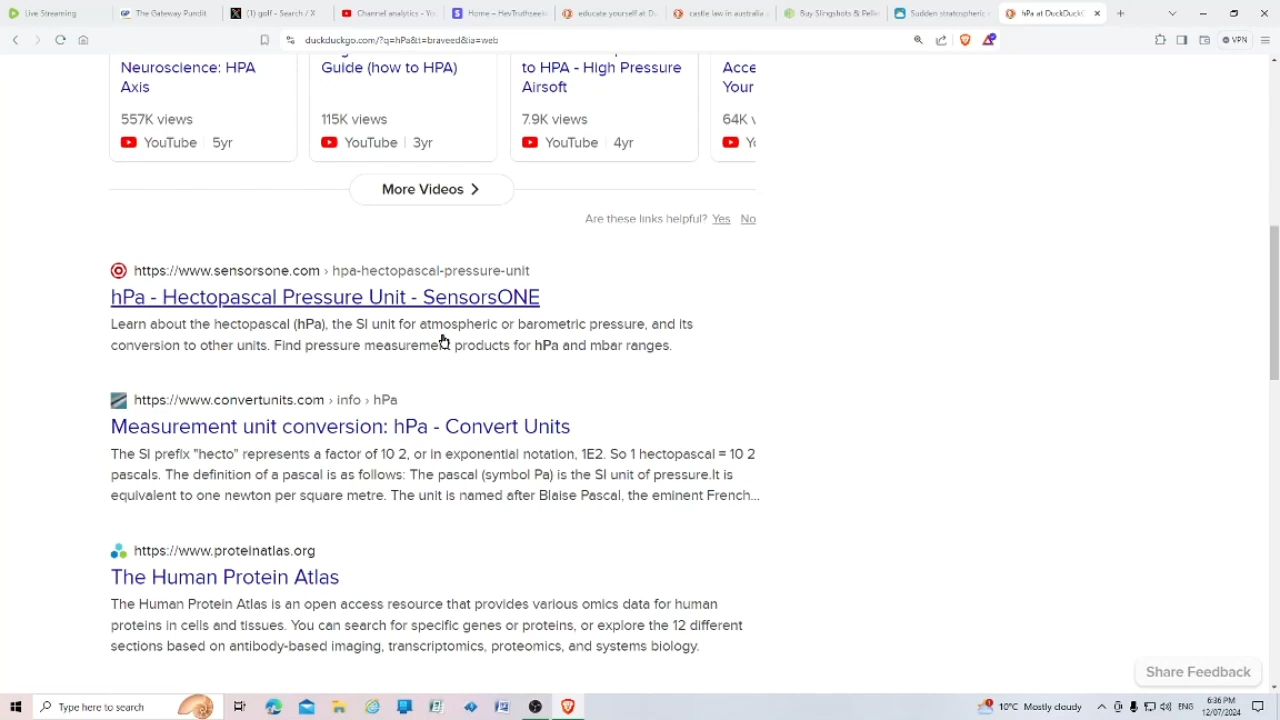 Live Streaming
The Gateway Pundit
(1) golf - Search / X
Channel analytics - You
Home – HeyTruthseek
educate yourself at Du
castle law in australia
Buy Slingshots & Pelle
Sudden stratospheric
hPa at DuckDuckG
duckduckgo.com/?q=hPa&t=braveed&ia=web
VPN
Neuroscience: HPA
Axis
557K views
YouTube 5yr
Guide (how to HPA)
115K views
YouTube 3yr
to HPA - High Pressure
Airsoft
7.9K views
YouTube 4yr
Acce
Your
64K v
More Videos
Are these links helpful? Yes No
https://www.sensorsone.com › hpa-hectopascal-pressure-unit
hPa - Hectopascal Pressure Unit - SensorsONE
Learn about the hectopascal (hPa), the SI unit for atmospheric or barometric pressure, and its
conversion to other units. Find pressure measurement products for hPa and mbar ranges.
https://www.convertunits.com › info › hPa
Measurement unit conversion: hPa - Convert Units
The SI prefix "hecto" represents a factor of 10 2, or in exponential notation, 1E2. So 1 hectopascal = 10 2
pascals. The definition of a pascal is as follows: The pascal (symbol Pa) is the SI unit of pressure.It is
equivalent to one newton per square metre. The unit is named after Blaise Pascal, the eminent French...
https://www.proteinatlas.org
The Human Protein Atlas
The Human Protein Atlas is an open access resource that provides various omics data for human
proteins in cells and tissues. You can search for specific genes or proteins, or explore the 12 different
sections based on antibody-based imaging, transcriptomics, proteomics, and systems biology.
Share Feedback
Type here to search
10°C Mostly cloudy
ENG
6:36 PM
12/07/2024